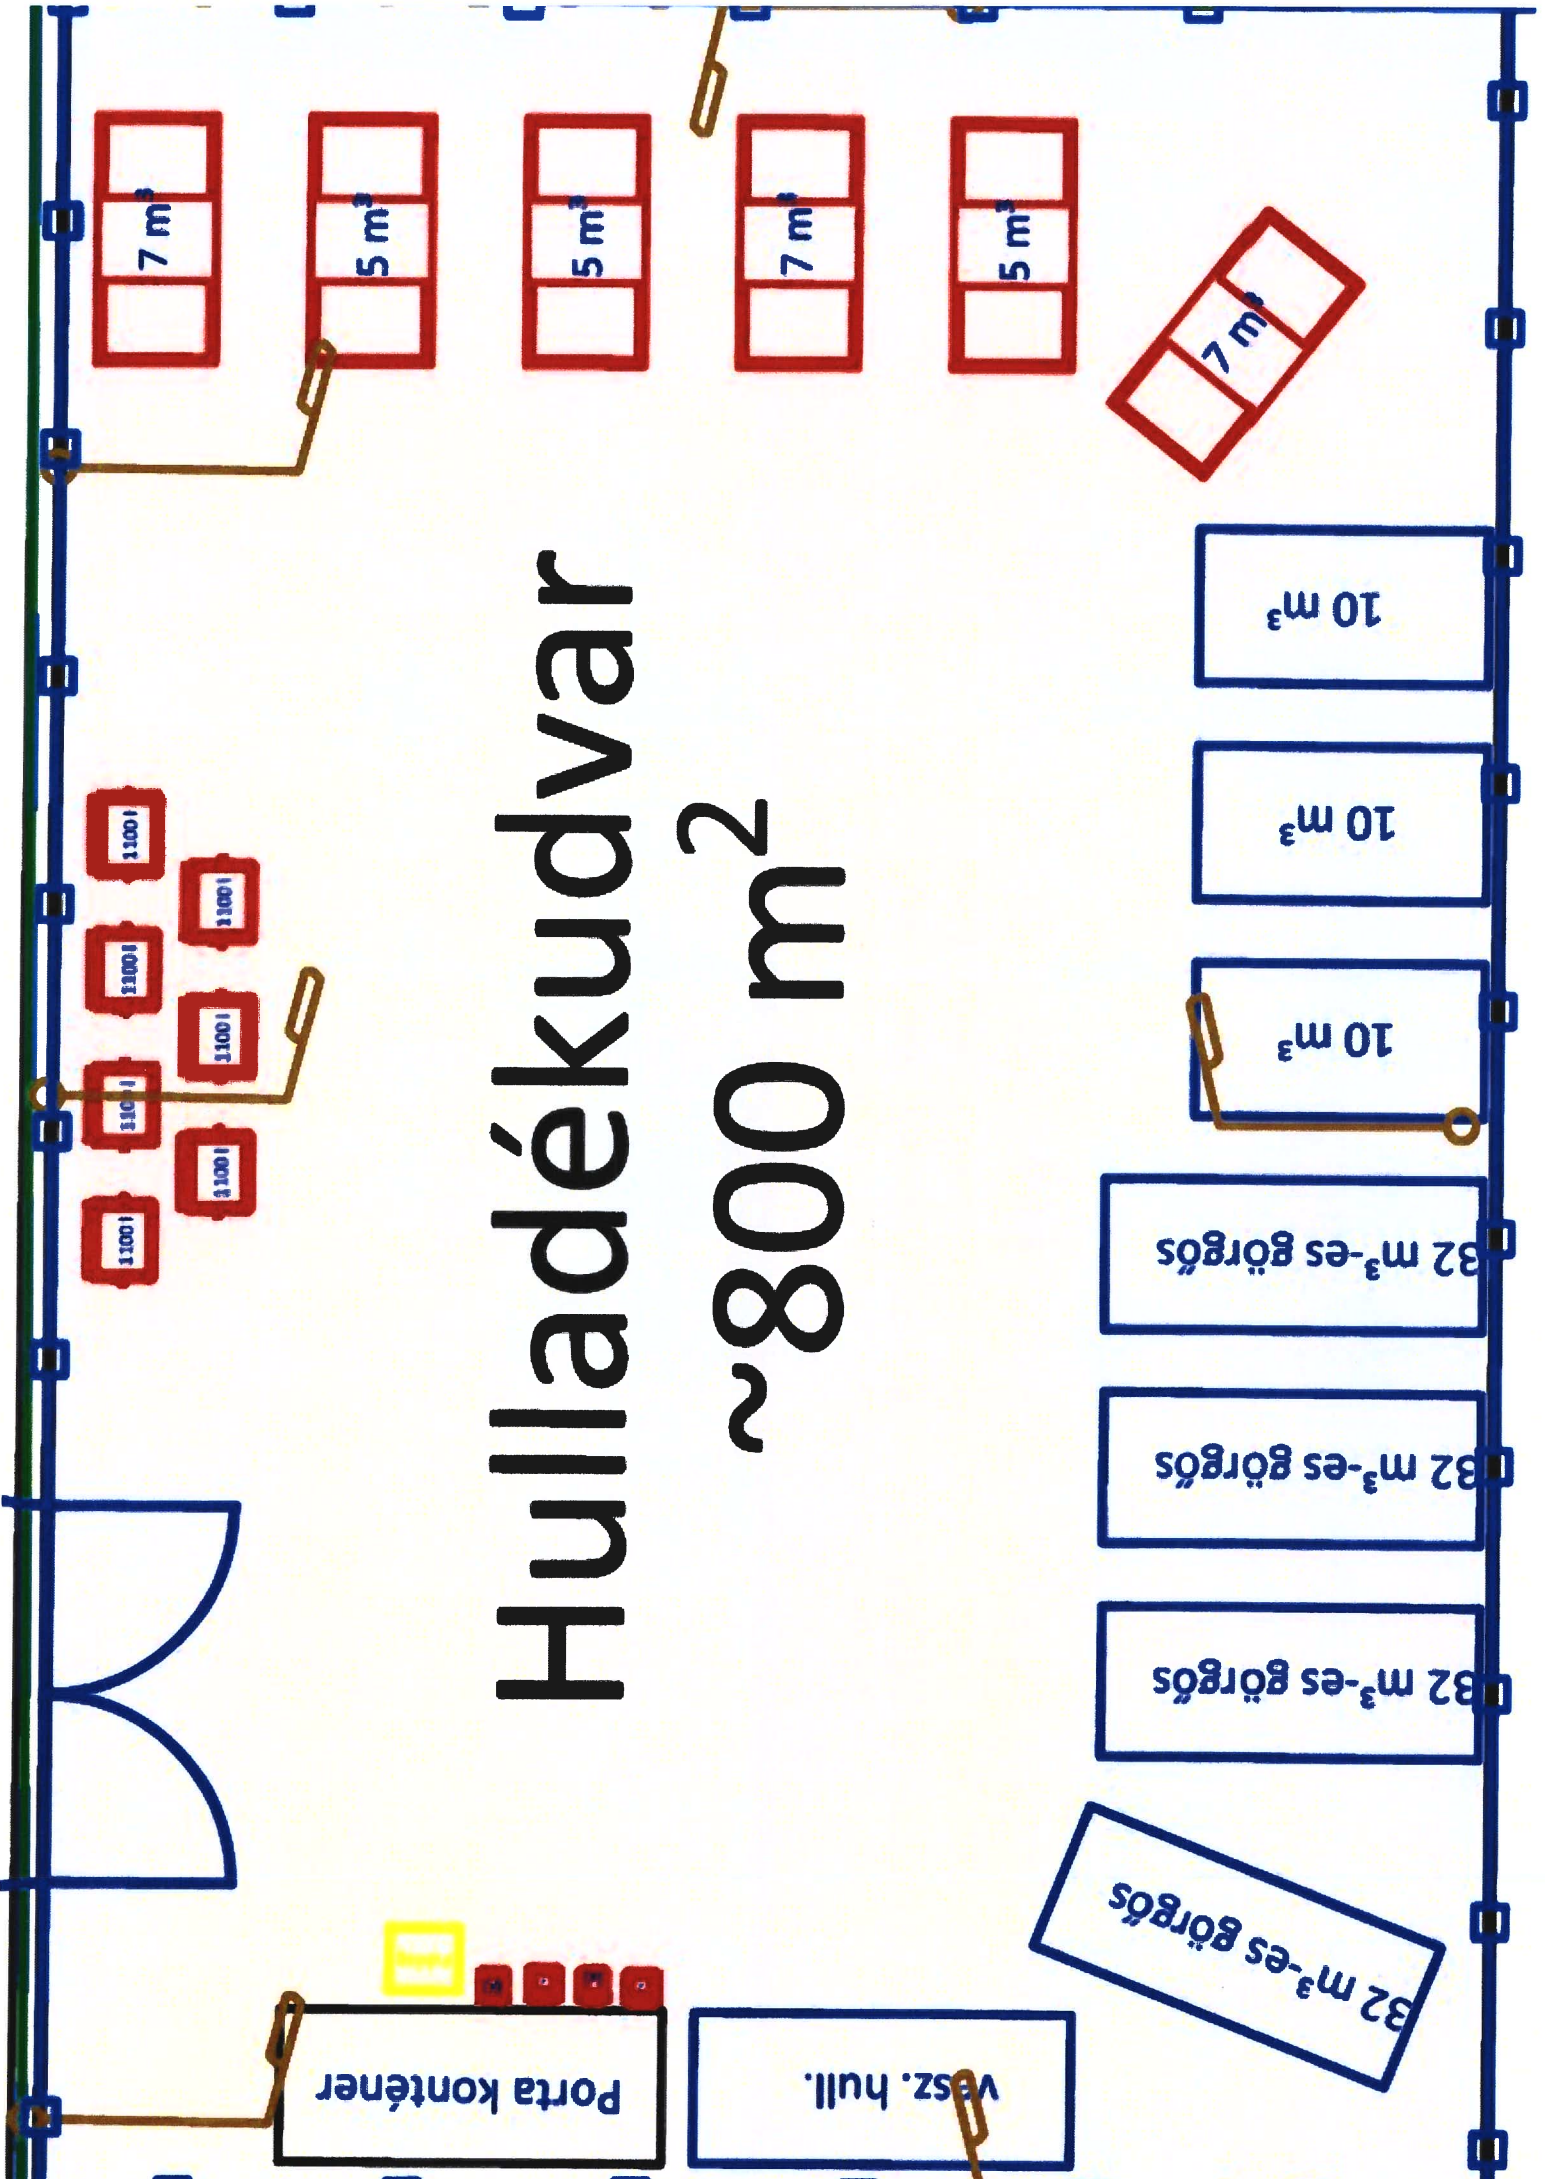 7 m³
5 m³
5 m³
7 m³
5 m³
7 m³
10 m³
10 m³
10 m³
32 m³-es görgős
32 m³-es görgős
32 m³-es görgős
32 m³-es görgős
1100 l
1100 l
1100 l
1100 l
1100 l
1100 l
1100 l
Hulladékudvar
~800 m²
Porta konténer
vesz. hull.